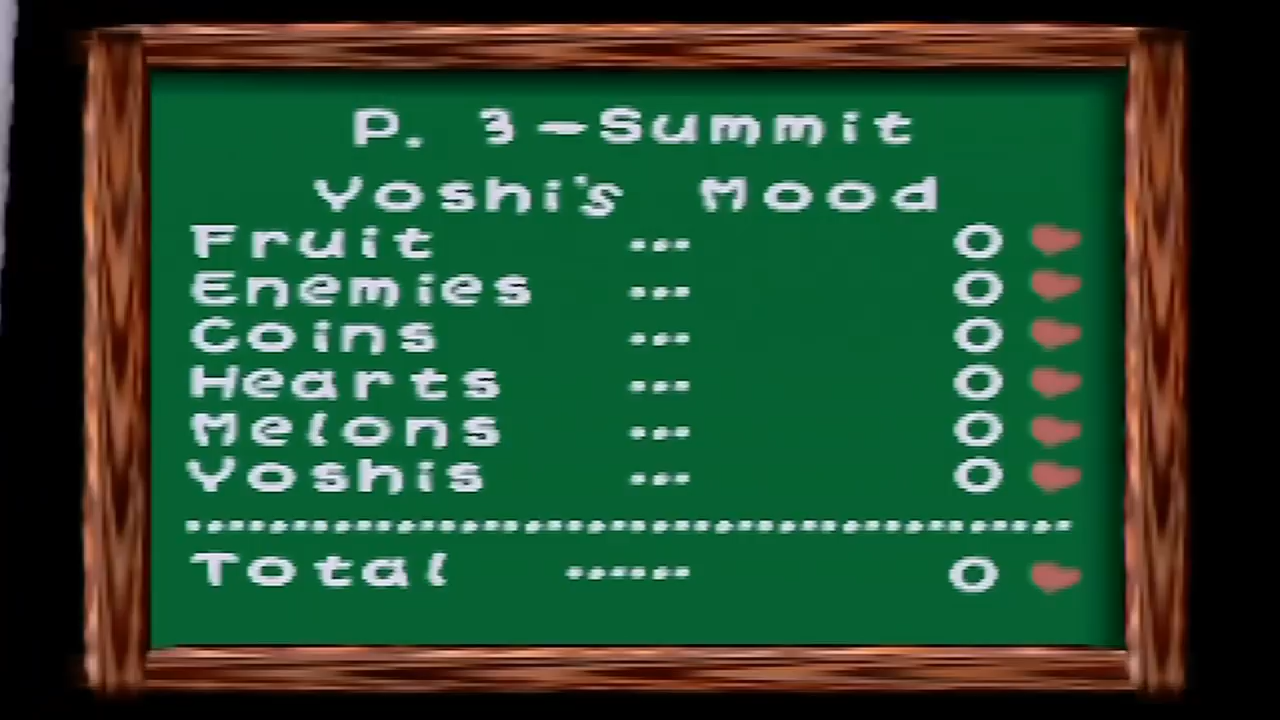 P. 3-Summit
Yoshi's Mood
Fruit ... 0
Enemies ... 0
Coins ... 0
Hearts ... 0
Melons ... 0
Yoshis ... 0
Total ...... 0